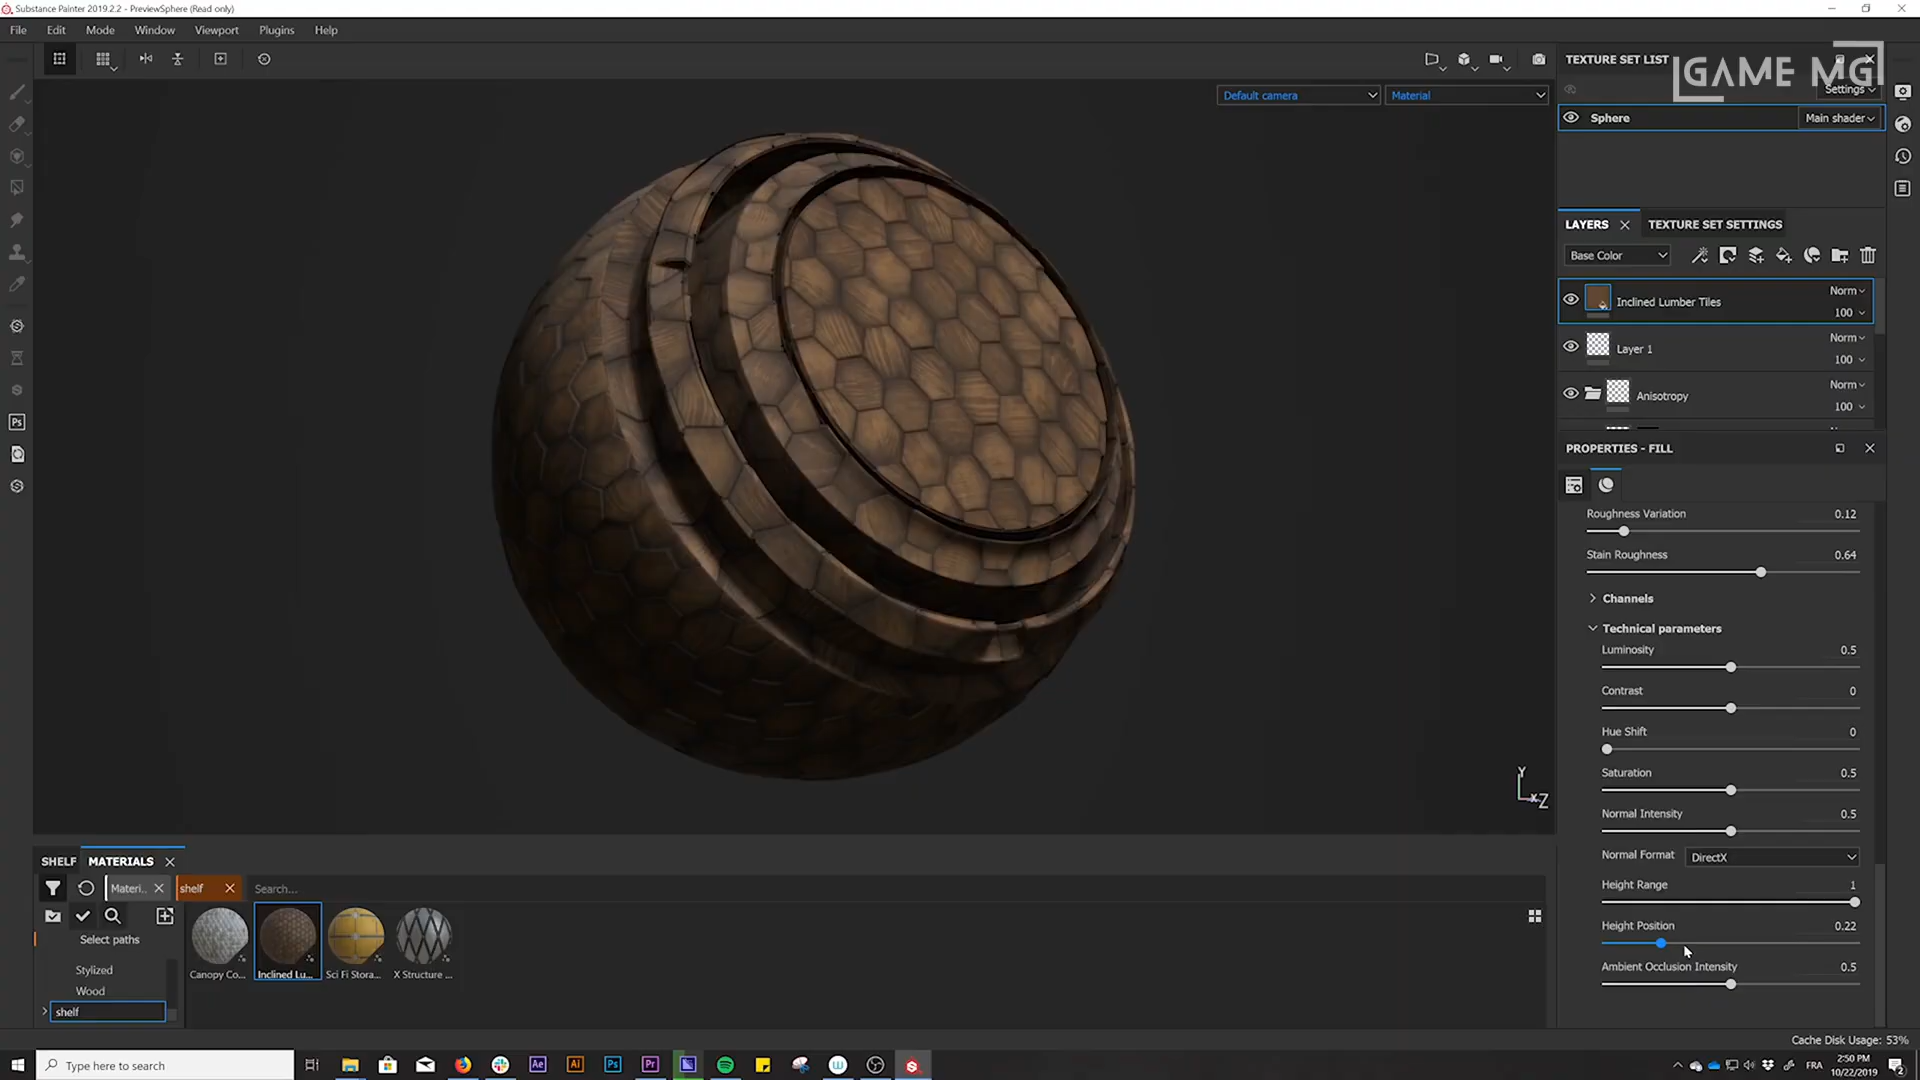 Substance Painter 2019.2.2 - PreviewSphere (Read only)
File Edit Mode Window Viewport Plugins Help
GAME MG
Default camera
Material
TEXTURE SET LIST
Settings
Sphere
Main shader
LAYERS
TEXTURE SET SETTINGS
Base Color
Inclined Lumber Tiles
Norm
100
Layer 1
Norm
100
Anisotropy
Norm
100
PROPERTIES - FILL
Roughness Variation 0.12
Stain Roughness 0.64
Channels
Technical parameters
Luminosity 0.5
Contrast 0
Hue Shift 0
Saturation 0.5
Normal Intensity 0.5
Normal Format DirectX
Height Range 1
Height Position 0.22
Ambient Occlusion Intensity 0.5
Y
X
Z
SHELF MATERIALS
Materi..
shelf
Search...
Select paths
Stylized
Wood
shelf
Canopy Co...
Inclined Lu...
Sci Fi Stora...
X Structure ...
Cache Disk Usage: 53%
Type here to search
Ps
Ae
Ai
Ps
Pr
FRA
2:50 PM
10/22/2019
2